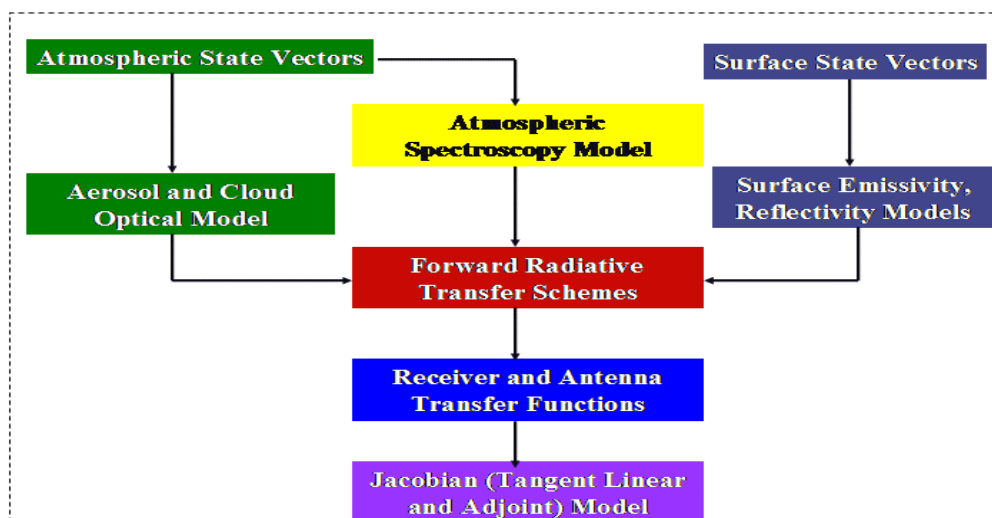 Atmospheric State Vectors
Surface State Vectors
Atmospheric
Spectroscopy Model
Aerosol and Cloud
Optical Model
Surface Emissivity,
Reflectivity Models
Forward Radiative
Transfer Schemes
Receiver and Antenna
Transfer Functions
Jacobian (Tangent Linear
and Adjoint) Model